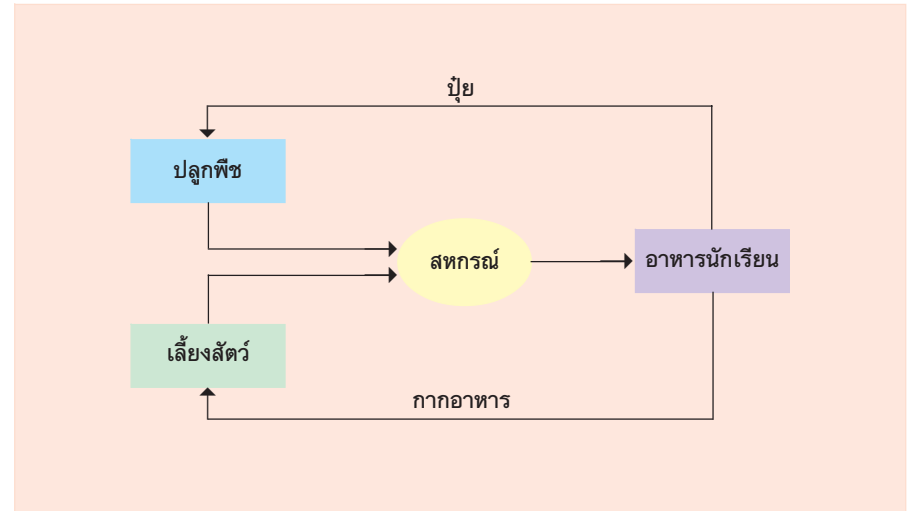 ปุ๋ย
ปลูกพืช
สหกรณ์
อาหารนักเรียน
เลี้ยงสัตว์
กากอาหาร